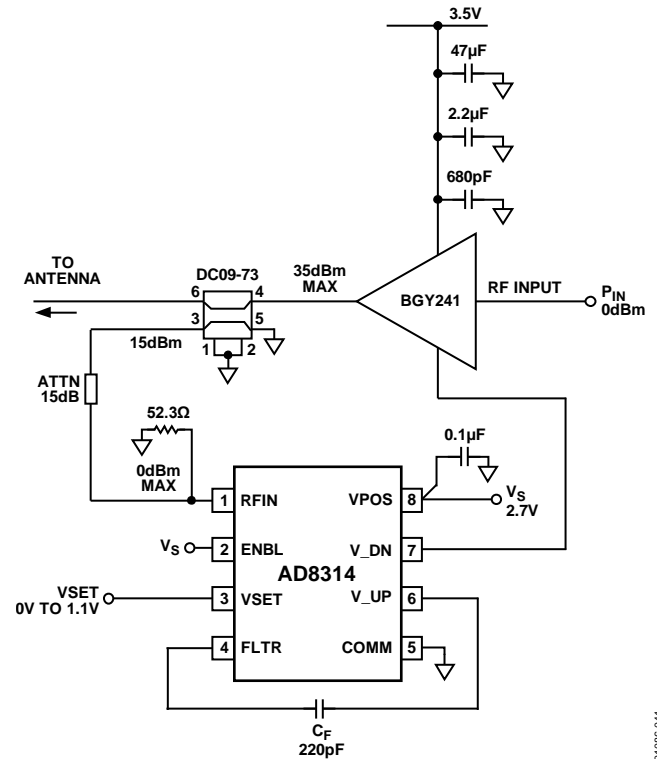 3.5V
47µF
2.2µF
680pF
TO
ANTENNA
DC09-73
35dBm
MAX
BGY241
RF INPUT
PIN
0dBm
6
4
3
5
15dBm
1
2
ATTN
15dB
52.3Ω
0.1µF
0dBm
MAX
1
RFIN
VPOS
8
VS
2.7V
VS
2
ENBL
V_DN
7
AD8314
VSET
0V TO 1.1V
3
VSET
V_UP
6
4
FLTR
COMM
5
CF
220pF